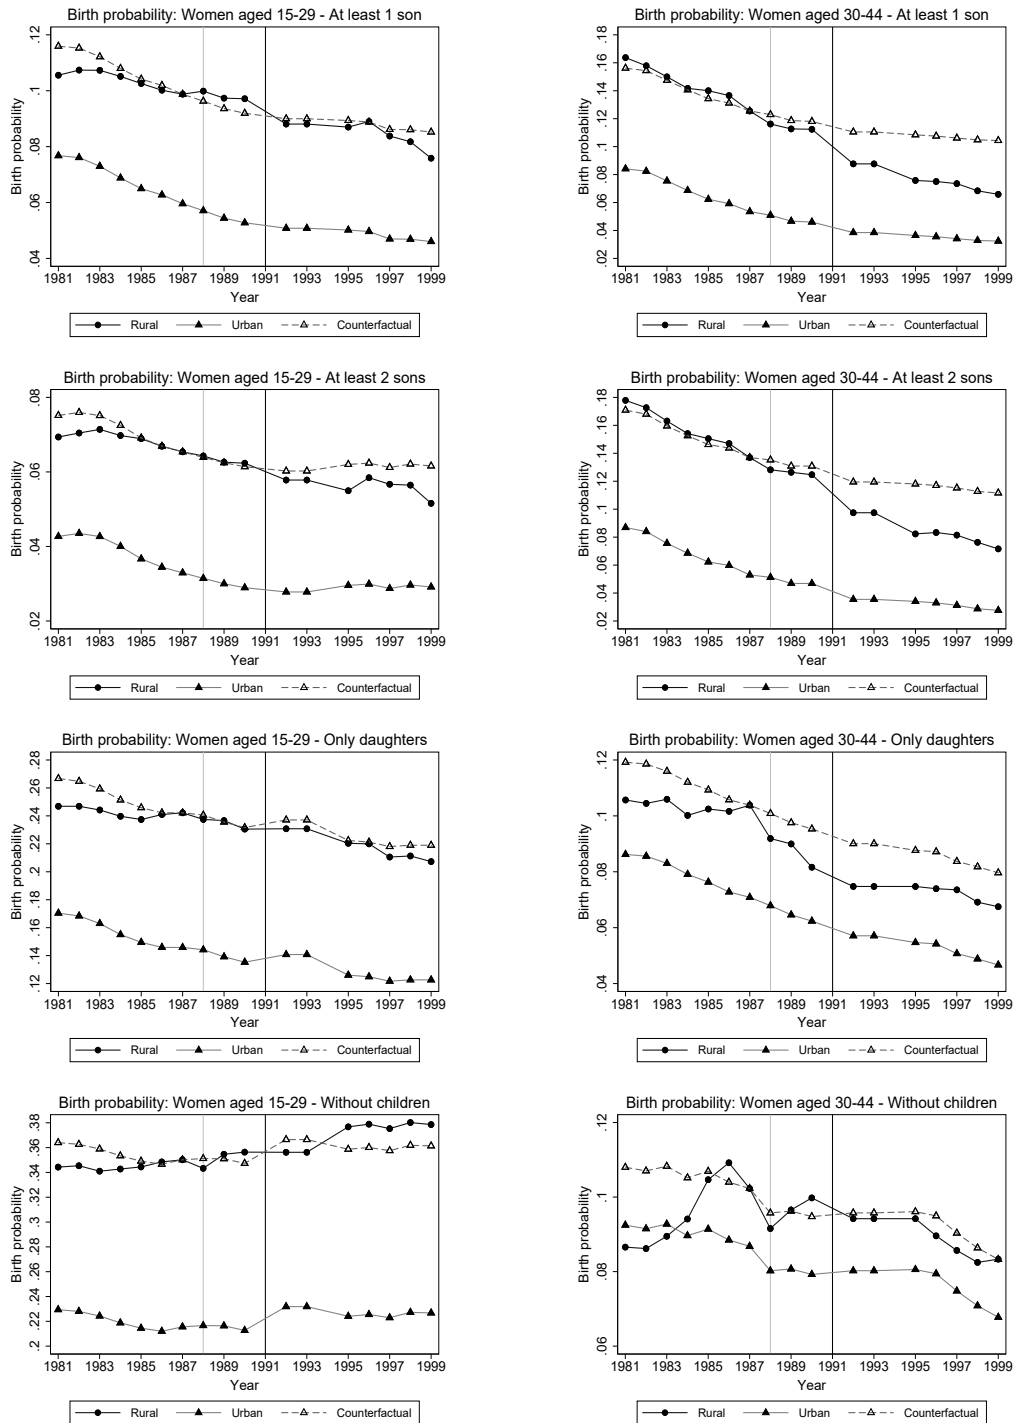 Birth probability: Women aged 15-29 - At least 1 son
Birth probability
.12
.1
.08
.06
.04
1981 1983 1985 1987 1989 1991 1993 1995 1997 1999
Year
Rural Urban Counterfactual
Birth probability: Women aged 30-44 - At least 1 son
Birth probability
.18
.16
.14
.12
.1
.08
.06
.04
.02
1981 1983 1985 1987 1989 1991 1993 1995 1997 1999
Year
Rural Urban Counterfactual
Birth probability: Women aged 15-29 - At least 2 sons
Birth probability
.08
.06
.04
.02
1981 1983 1985 1987 1989 1991 1993 1995 1997 1999
Year
Rural Urban Counterfactual
Birth probability: Women aged 30-44 - At least 2 sons
Birth probability
.18
.16
.14
.12
.1
.08
.06
.04
.02
1981 1983 1985 1987 1989 1991 1993 1995 1997 1999
Year
Rural Urban Counterfactual
Birth probability: Women aged 15-29 - Only daughters
Birth probability
.28
.26
.24
.22
.2
.18
.16
.14
.12
1981 1983 1985 1987 1989 1991 1993 1995 1997 1999
Year
Rural Urban Counterfactual
Birth probability: Women aged 30-44 - Only daughters
Birth probability
.12
.1
.08
.06
.04
1981 1983 1985 1987 1989 1991 1993 1995 1997 1999
Year
Rural Urban Counterfactual
Birth probability: Women aged 15-29 - Without children
Birth probability
.38
.36
.34
.32
.3
.28
.26
.24
.22
.2
1981 1983 1985 1987 1989 1991 1993 1995 1997 1999
Year
Rural Urban Counterfactual
Birth probability: Women aged 30-44 - Without children
Birth probability
.12
.1
.08
.06
1981 1983 1985 1987 1989 1991 1993 1995 1997 1999
Year
Rural Urban Counterfactual